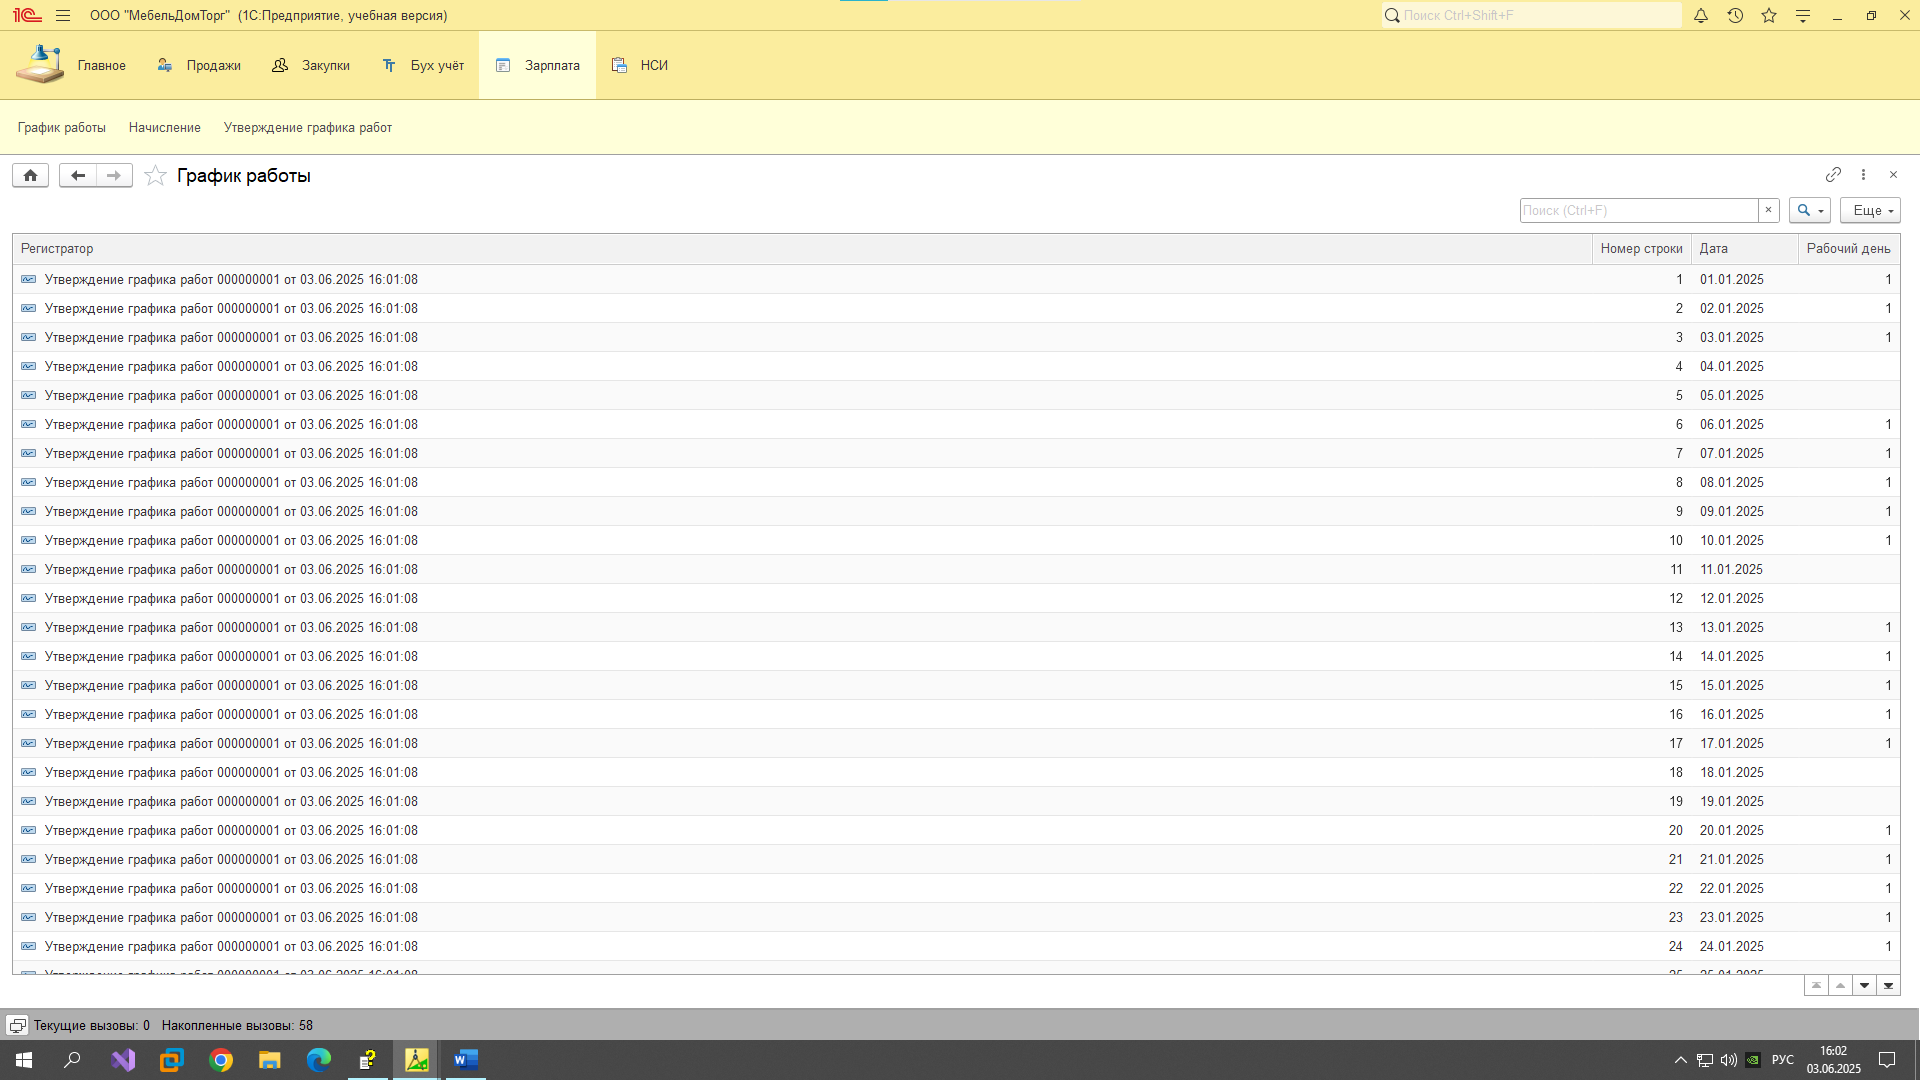 1С ООО "МебельДомТорг" (1С:Предприятие, учебная версия) Поиск Ctrl+Shift+F
Главное Продажи Закупки Бух учёт Зарплата НСИ
График работы Начисление Утверждение графика работ
График работы
Поиск (Ctrl+F) × Еще
Регистратор Номер строки Дата Рабочий день
Утверждение графика работ 000000001 от 03.06.2025 16:01:08 1 01.01.2025 1
Утверждение графика работ 000000001 от 03.06.2025 16:01:08 2 02.01.2025 1
Утверждение графика работ 000000001 от 03.06.2025 16:01:08 3 03.01.2025 1
Утверждение графика работ 000000001 от 03.06.2025 16:01:08 4 04.01.2025
Утверждение графика работ 000000001 от 03.06.2025 16:01:08 5 05.01.2025
Утверждение графика работ 000000001 от 03.06.2025 16:01:08 6 06.01.2025 1
Утверждение графика работ 000000001 от 03.06.2025 16:01:08 7 07.01.2025 1
Утверждение графика работ 000000001 от 03.06.2025 16:01:08 8 08.01.2025 1
Утверждение графика работ 000000001 от 03.06.2025 16:01:08 9 09.01.2025 1
Утверждение графика работ 000000001 от 03.06.2025 16:01:08 10 10.01.2025 1
Утверждение графика работ 000000001 от 03.06.2025 16:01:08 11 11.01.2025
Утверждение графика работ 000000001 от 03.06.2025 16:01:08 12 12.01.2025
Утверждение графика работ 000000001 от 03.06.2025 16:01:08 13 13.01.2025 1
Утверждение графика работ 000000001 от 03.06.2025 16:01:08 14 14.01.2025 1
Утверждение графика работ 000000001 от 03.06.2025 16:01:08 15 15.01.2025 1
Утверждение графика работ 000000001 от 03.06.2025 16:01:08 16 16.01.2025 1
Утверждение графика работ 000000001 от 03.06.2025 16:01:08 17 17.01.2025 1
Утверждение графика работ 000000001 от 03.06.2025 16:01:08 18 18.01.2025
Утверждение графика работ 000000001 от 03.06.2025 16:01:08 19 19.01.2025
Утверждение графика работ 000000001 от 03.06.2025 16:01:08 20 20.01.2025 1
Утверждение графика работ 000000001 от 03.06.2025 16:01:08 21 21.01.2025 1
Утверждение графика работ 000000001 от 03.06.2025 16:01:08 22 22.01.2025 1
Утверждение графика работ 000000001 от 03.06.2025 16:01:08 23 23.01.2025 1
Утверждение графика работ 000000001 от 03.06.2025 16:01:08 24 24.01.2025 1
Утверждение графика работ 000000001 от 03.06.2025 16:01:08 25 25.01.2025
Текущие вызовы: 0 Накопленные вызовы: 58
РУС 16:02
03.06.2025